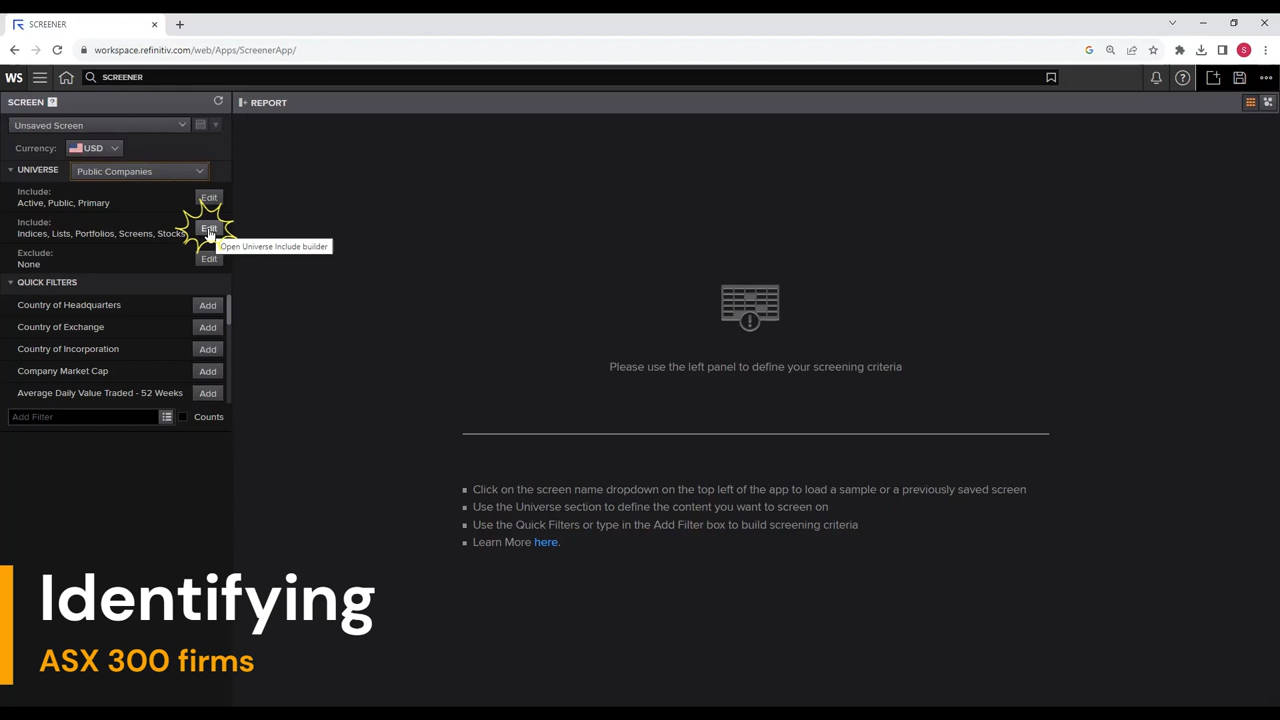 SCREENER
workspace.refinitiv.com/web/Apps/ScreenerApp/
G
S
WS
SCREENER
SCREEN ?
REPORT
Unsaved Screen
Currency:
USD
UNIVERSE
Public Companies
Include:
Active, Public, Primary
Edit
Include:
Indices, Lists, Portfolios, Screens, Stocks
Edit
Open Universe Include builder
Exclude:
None
Edit
QUICK FILTERS
Country of Headquarters
Add
Country of Exchange
Add
Country of Incorporation
Add
Company Market Cap
Add
Average Daily Value Traded - 52 Weeks
Add
Add Filter
Counts
Please use the left panel to define your screening criteria
Click on the screen name dropdown on the top left of the app to load a sample or a previously saved screen
Use the Universe section to define the content you want to screen on
Use the Quick Filters or type in the Add Filter box to build screening criteria
Learn More here.
Identifying
ASX 300 firms